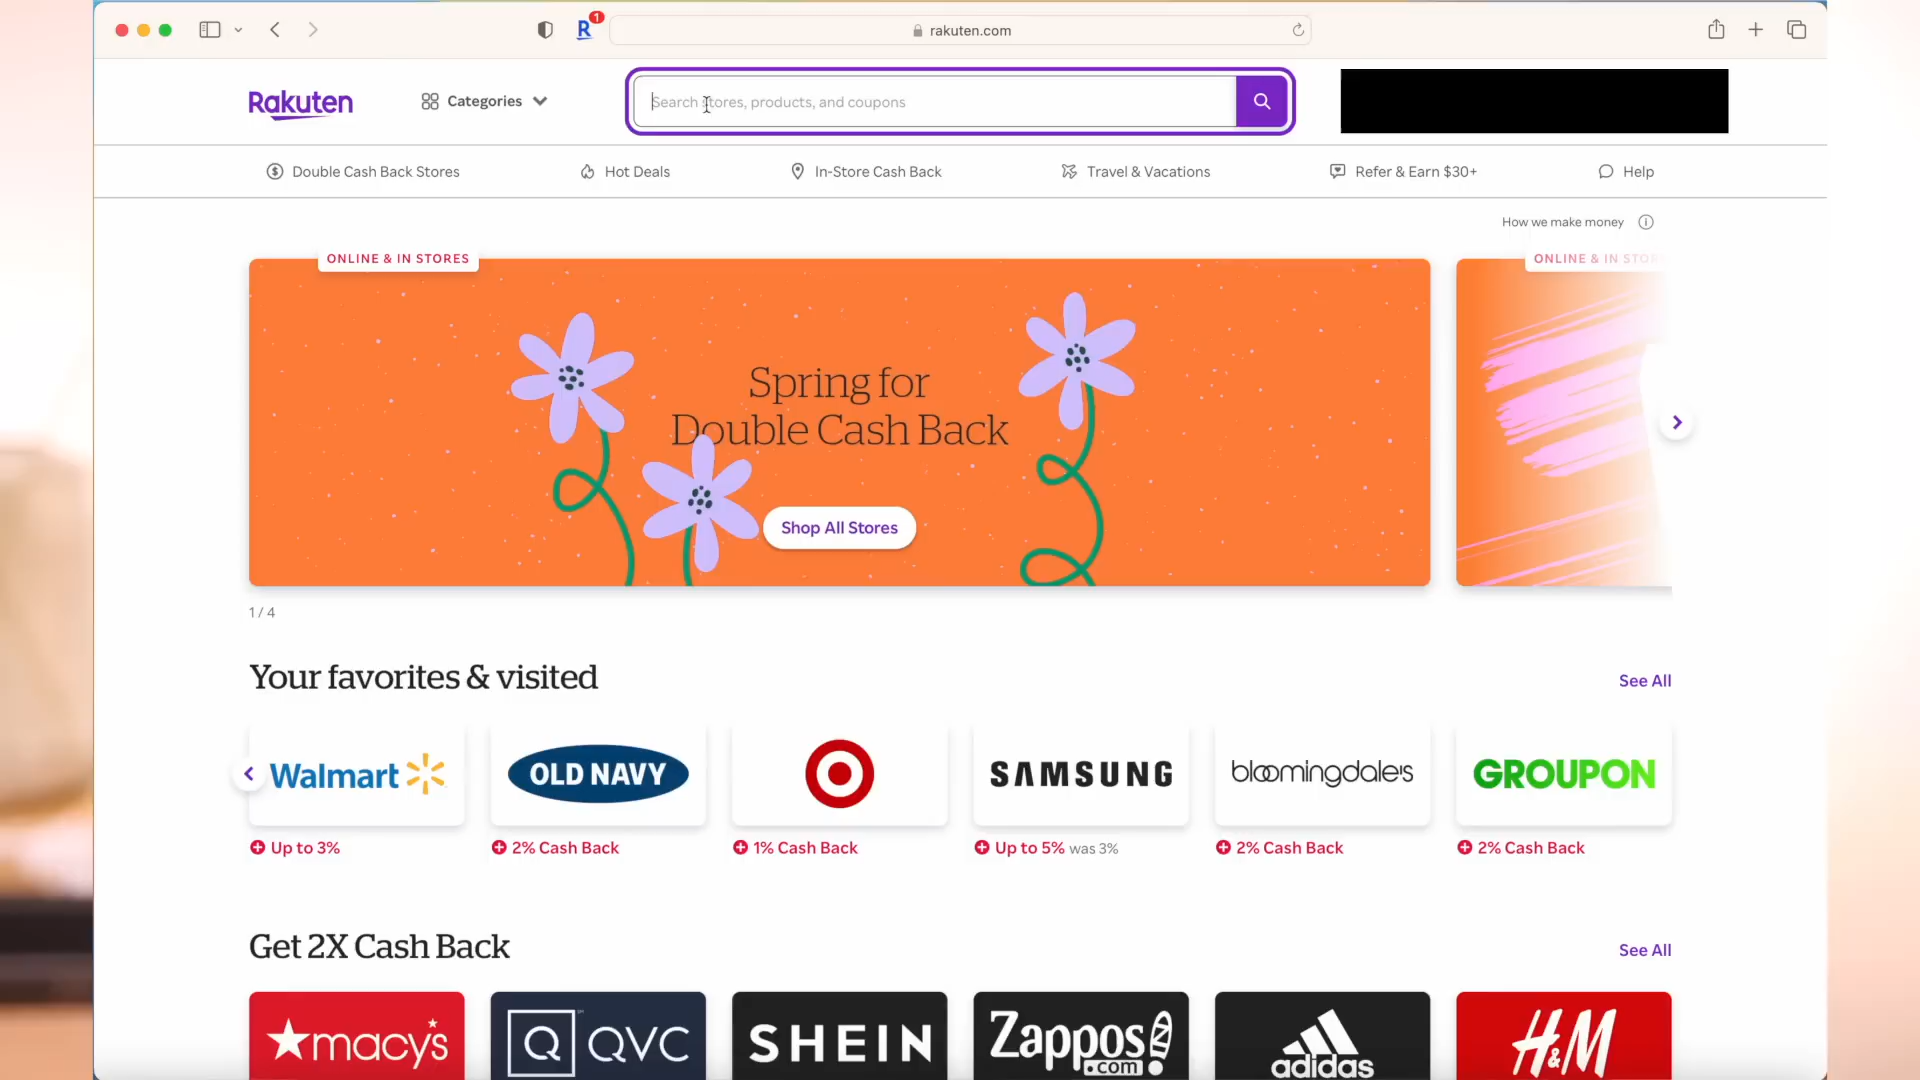 R 1
rakuten.com
Rakuten
Categories
Search stores, products, and coupons
Double Cash Back Stores
Hot Deals
In-Store Cash Back
Travel & Vacations
Refer & Earn $30+
Help
How we make money
ONLINE & IN STORES
ONLINE & IN STOR
Spring for
Double Cash Back
Shop All Stores
1 / 4
Your favorites & visited
See All
Walmart
OLD NAVY
SAMSUNG
bloomingdale's
GROUPON
Up to 3%
2% Cash Back
1% Cash Back
Up to 5% was 3%
2% Cash Back
2% Cash Back
Get 2X Cash Back
See All
macy's
Q QVC
SHEIN
Zappos
.com
adidas
H&M